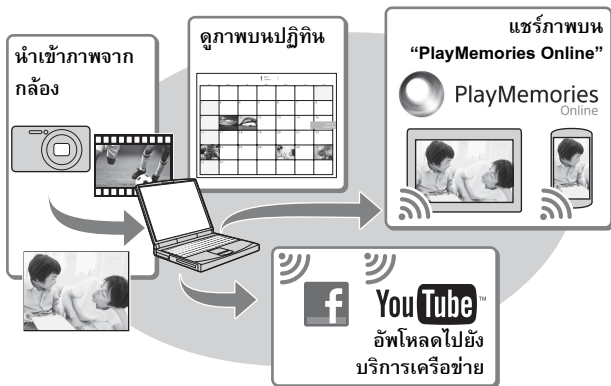 นำเข้าภาพจาก
กล้อง
ดูภาพบนปฏิทิน
1
แชร์ภาพบน
“PlayMemories Online”
PlayMemories
Online
f
You Tube ™
อัพโหลดไปยัง
บริการเครือข่าย